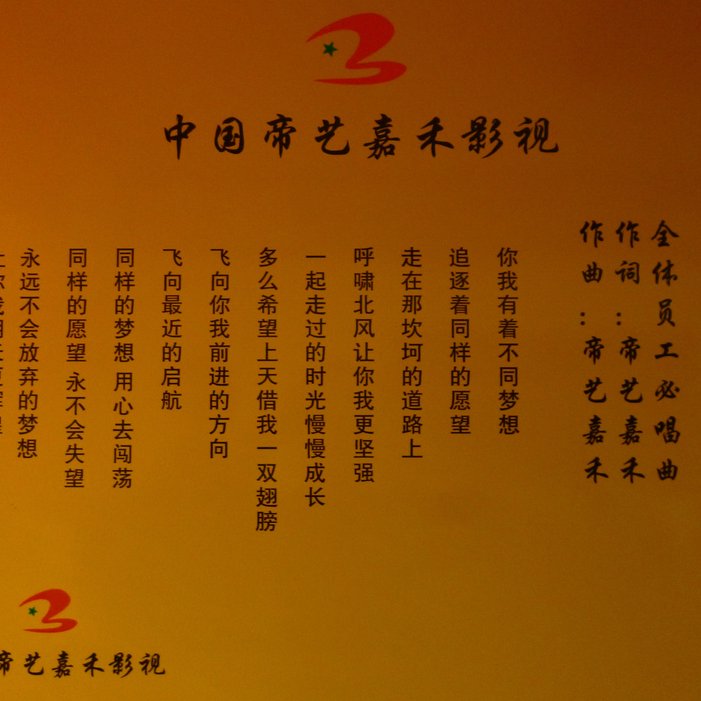 中国帝艺嘉禾影视
全体员工必唱曲
作词：帝艺嘉禾
作曲：帝艺嘉禾
你我有着不同梦想
追逐着同样的愿望
走在那坎坷的道路上
呼啸北风让你我更坚强
一起走过的时光慢慢成长
多么希望上天借我一双翅膀
飞向你我前进的方向
飞向最近的启航
同样的梦想 用心去闯荡
同样的愿望 永不会失望
永远不会放弃的梦想
帝艺嘉禾影视